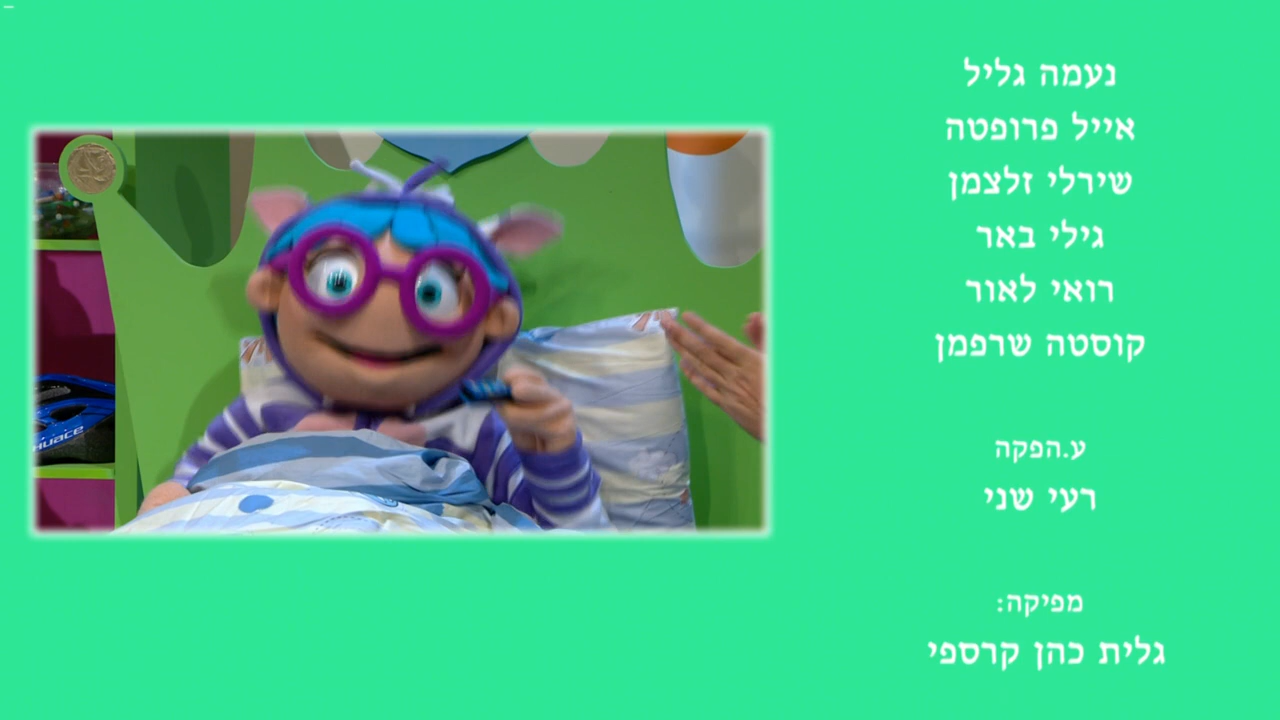 נעמה גליל
אייל פרופטה
שירלי זלצמן
גילי באר
רואי לאור
קוסטה שרפמן
ע.הפקה
רעי שני
מפיקה:
גלית כהן קרספי
HUACE